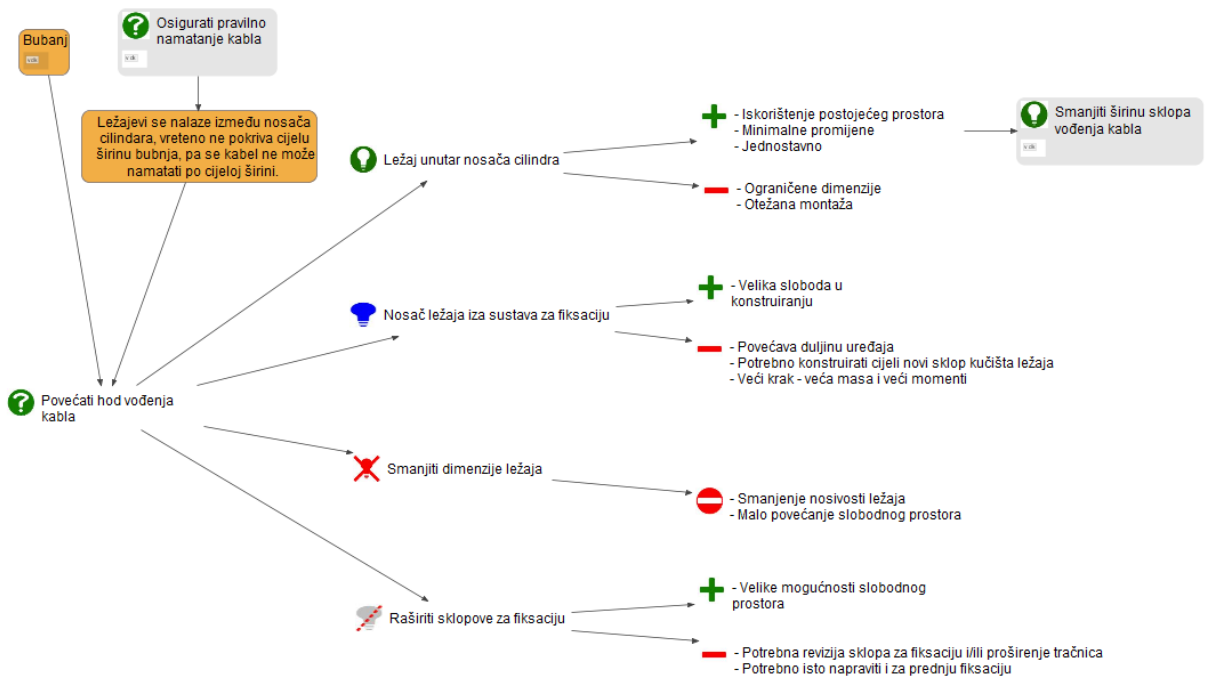 Bubanj
Osigurati pravilno
namatanje kabla
Ležajevi se nalaze između nosača
cilindara, vreteno ne pokriva cijelu
širinu bubnja, pa se kabel ne može
namatati po cijeloj širini.
Povećati hod vođenja
kabla
Ležaj unutar nosača cilindra
- Iskorištenje postojećeg prostora
- Minimalne promijene
- Jednostavno
Smanjiti širinu sklopa
vođenja kabla
- Ograničene dimenzije
- Otežana montaža
Nosač ležaja iza sustava za fiksaciju
- Velika sloboda u
konstruiranju
- Povećava duljinu uređaja
- Potrebno konstruirati cijeli novi sklop kučišta ležaja
- Veći krak - veća masa i veći momenti
Smanjiti dimenzije ležaja
- Smanjenje nosivosti ležaja
- Malo povećanje slobodnog prostora
Raširiti sklopove za fiksaciju
- Velike mogućnosti slobodnog
prostora
- Potrebna revizija sklopa za fiksaciju i/ili proširenje tračnica
- Potrebno isto napraviti i za prednju fiksaciju